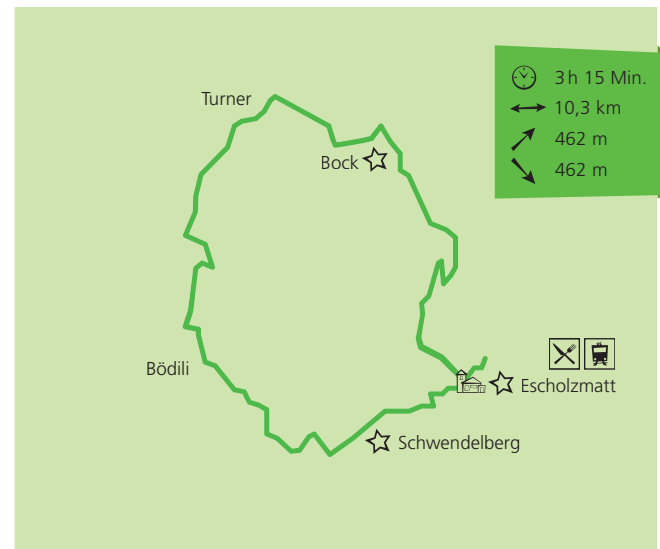 3 h 15 Min.
10,3 km
462 m
462 m
Turner
Bock
Bödili
Escholzmatt
Schwendelberg